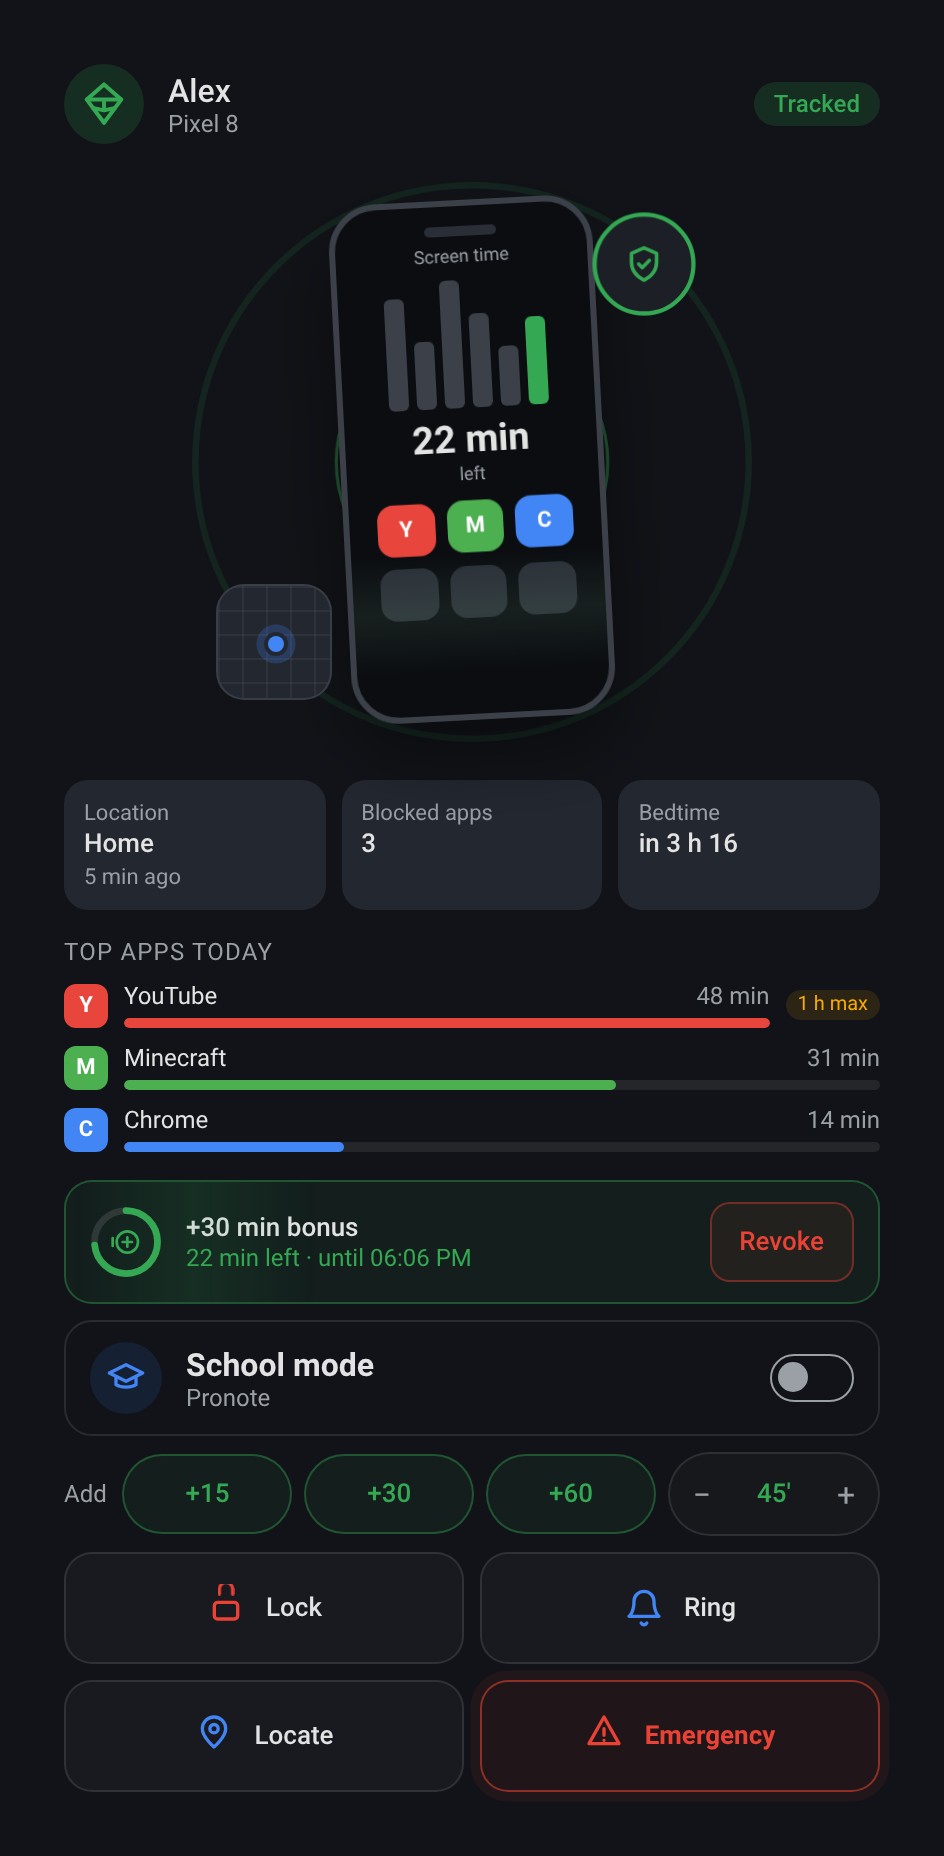 Alex
Pixel 8
Tracked
Screen time
22 min
left
Y
M
C
Location
Home
5 min ago
Blocked apps
3
Bedtime
in 3 h 16
TOP APPS TODAY
Y
YouTube
48 min
1 h max
M
Minecraft
31 min
C
Chrome
14 min
+30 min bonus
22 min left · until 06:06 PM
Revoke
School mode
Pronote
Add
+15
+30
+60
− 45' +
Lock
Ring
Locate
Emergency